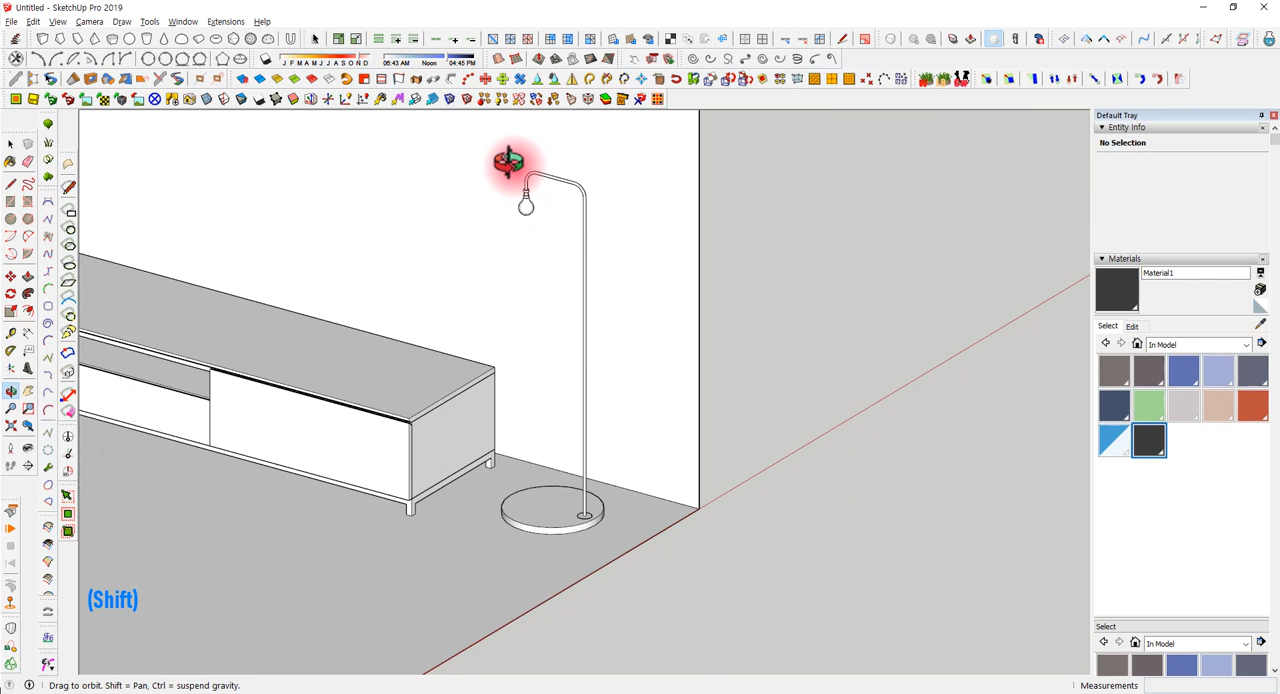 Untitled - SketchUp Pro 2019
File Edit View Camera Draw Tools Window Extensions Help
J F M A M J J A S O N D 06:43 AM Noon 04:45 PM
Default Tray
Entity Info
No Selection
Materials
Material1
Select Edit
In Model
(Shift)
Select
In Model
Drag to orbit. Shift = Pan, Ctrl = suspend gravity.
Measurements